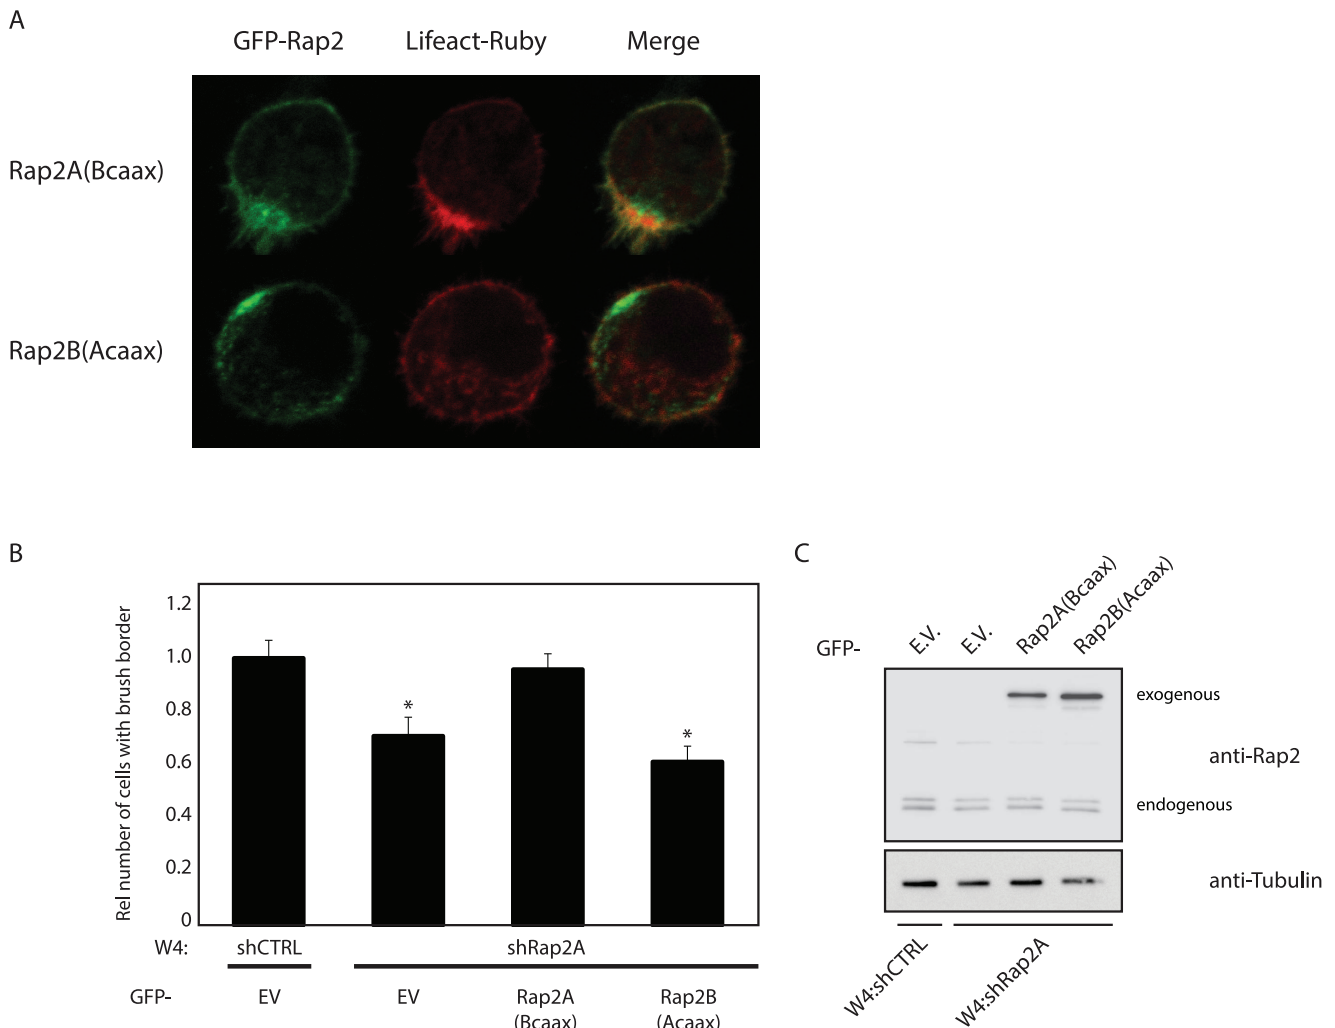 A
GFP-Rap2 Lifeact-Ruby Merge
Rap2A(Bcaax)
Rap2B(Acaax)
B
Rel number of cells with brush border
1.2
1.0
0.8
0.6
0.4
0.2
0
*
*
W4: shCTRL shRap2A
GFP- EV EV Rap2A Rap2B
(Bcaax) (Acaax)
C
GFP- E.V. E.V. Rap2A(Bcaax) Rap2B(Acaax)
exogenous
anti-Rap2
endogenous
anti-Tubulin
W4:shCTRL W4:shRap2A